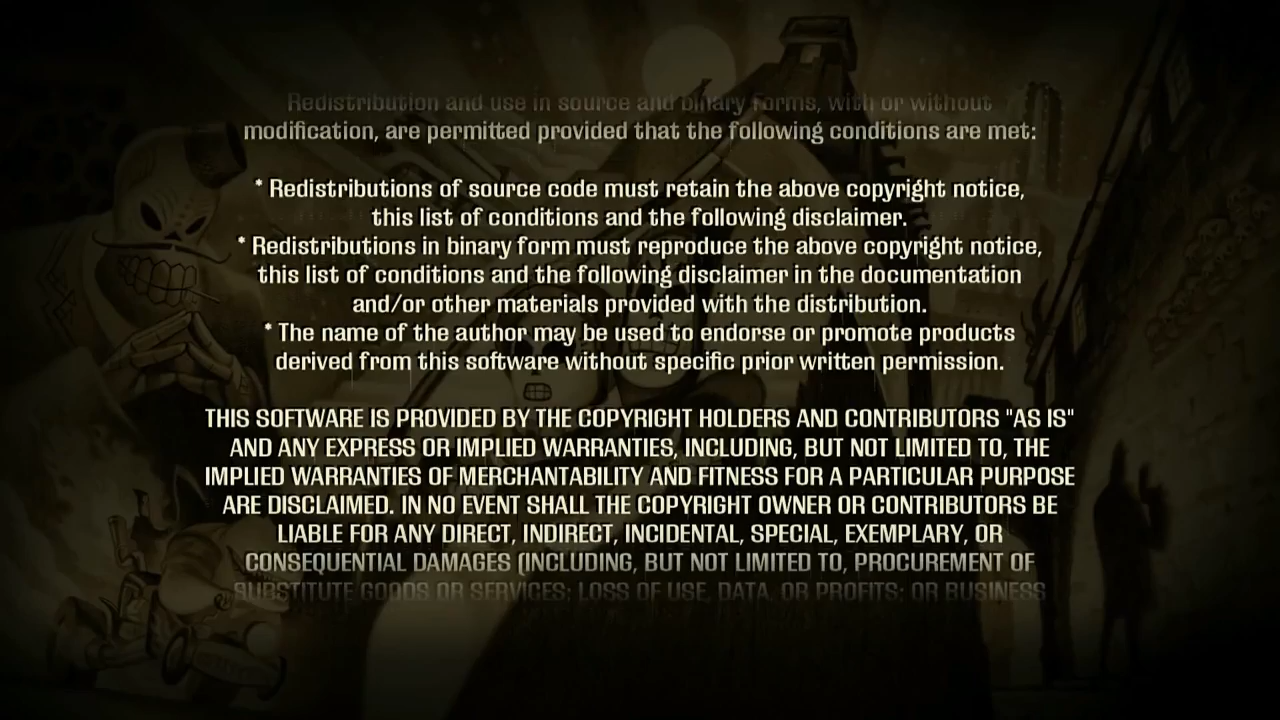 Redistribution and use in source and binary forms, with or without
modification, are permitted provided that the following conditions are met:
* Redistributions of source code must retain the above copyright notice,
this list of conditions and the following disclaimer.
* Redistributions in binary form must reproduce the above copyright notice,
this list of conditions and the following disclaimer in the documentation
and/or other materials provided with the distribution.
* The name of the author may be used to endorse or promote products
derived from this software without specific prior written permission.
THIS SOFTWARE IS PROVIDED BY THE COPYRIGHT HOLDERS AND CONTRIBUTORS "AS IS"
AND ANY EXPRESS OR IMPLIED WARRANTIES, INCLUDING, BUT NOT LIMITED TO, THE
IMPLIED WARRANTIES OF MERCHANTABILITY AND FITNESS FOR A PARTICULAR PURPOSE
ARE DISCLAIMED. IN NO EVENT SHALL THE COPYRIGHT OWNER OR CONTRIBUTORS BE
LIABLE FOR ANY DIRECT, INDIRECT, INCIDENTAL, SPECIAL, EXEMPLARY, OR
CONSEQUENTIAL DAMAGES (INCLUDING, BUT NOT LIMITED TO, PROCUREMENT OF
SUBSTITUTE GOODS OR SERVICES; LOSS OF USE, DATA, OR PROFITS; OR BUSINESS